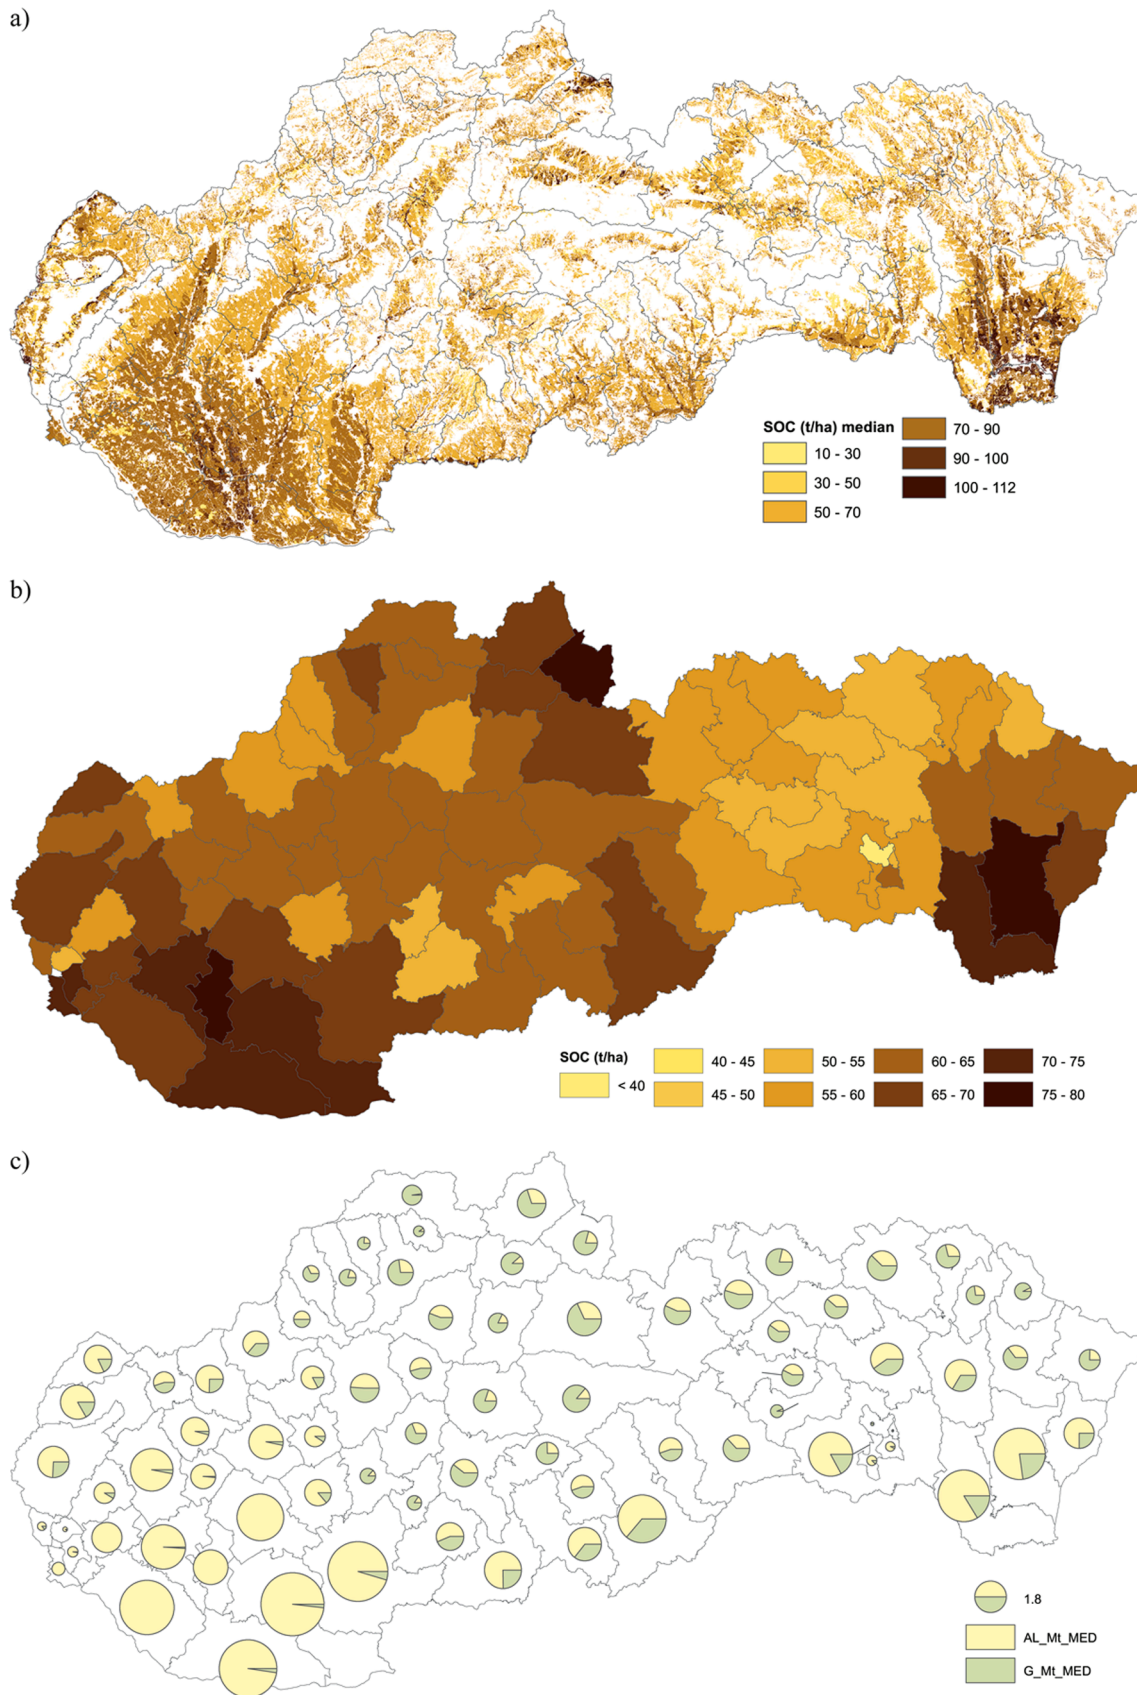 a)
SOC (t/ha) median
10 - 30
30 - 50
50 - 70
70 - 90
90 - 100
100 - 112
b)
SOC (t/ha)
< 40
40 - 45
45 - 50
50 - 55
55 - 60
60 - 65
65 - 70
70 - 75
75 - 80
c)
1.8
AL_Mt_MED
G_Mt_MED